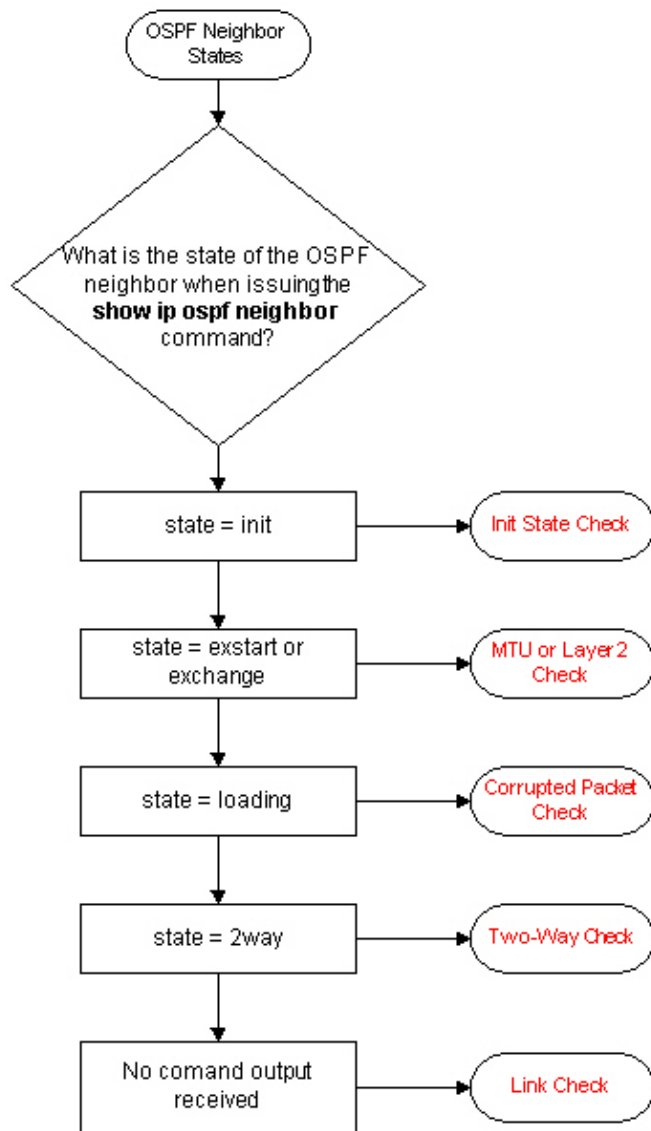 OSPF Neighbor
States
What is the state of the OSPF
neighbor when issuing the
show ip ospf neighbor
command?
state = init
Init State Check
state = exstart or
exchange
MTU or Layer 2
Check
state = loading
Corrupted Packet
Check
state = 2way
Two-Way Check
No comand output
received
Link Check